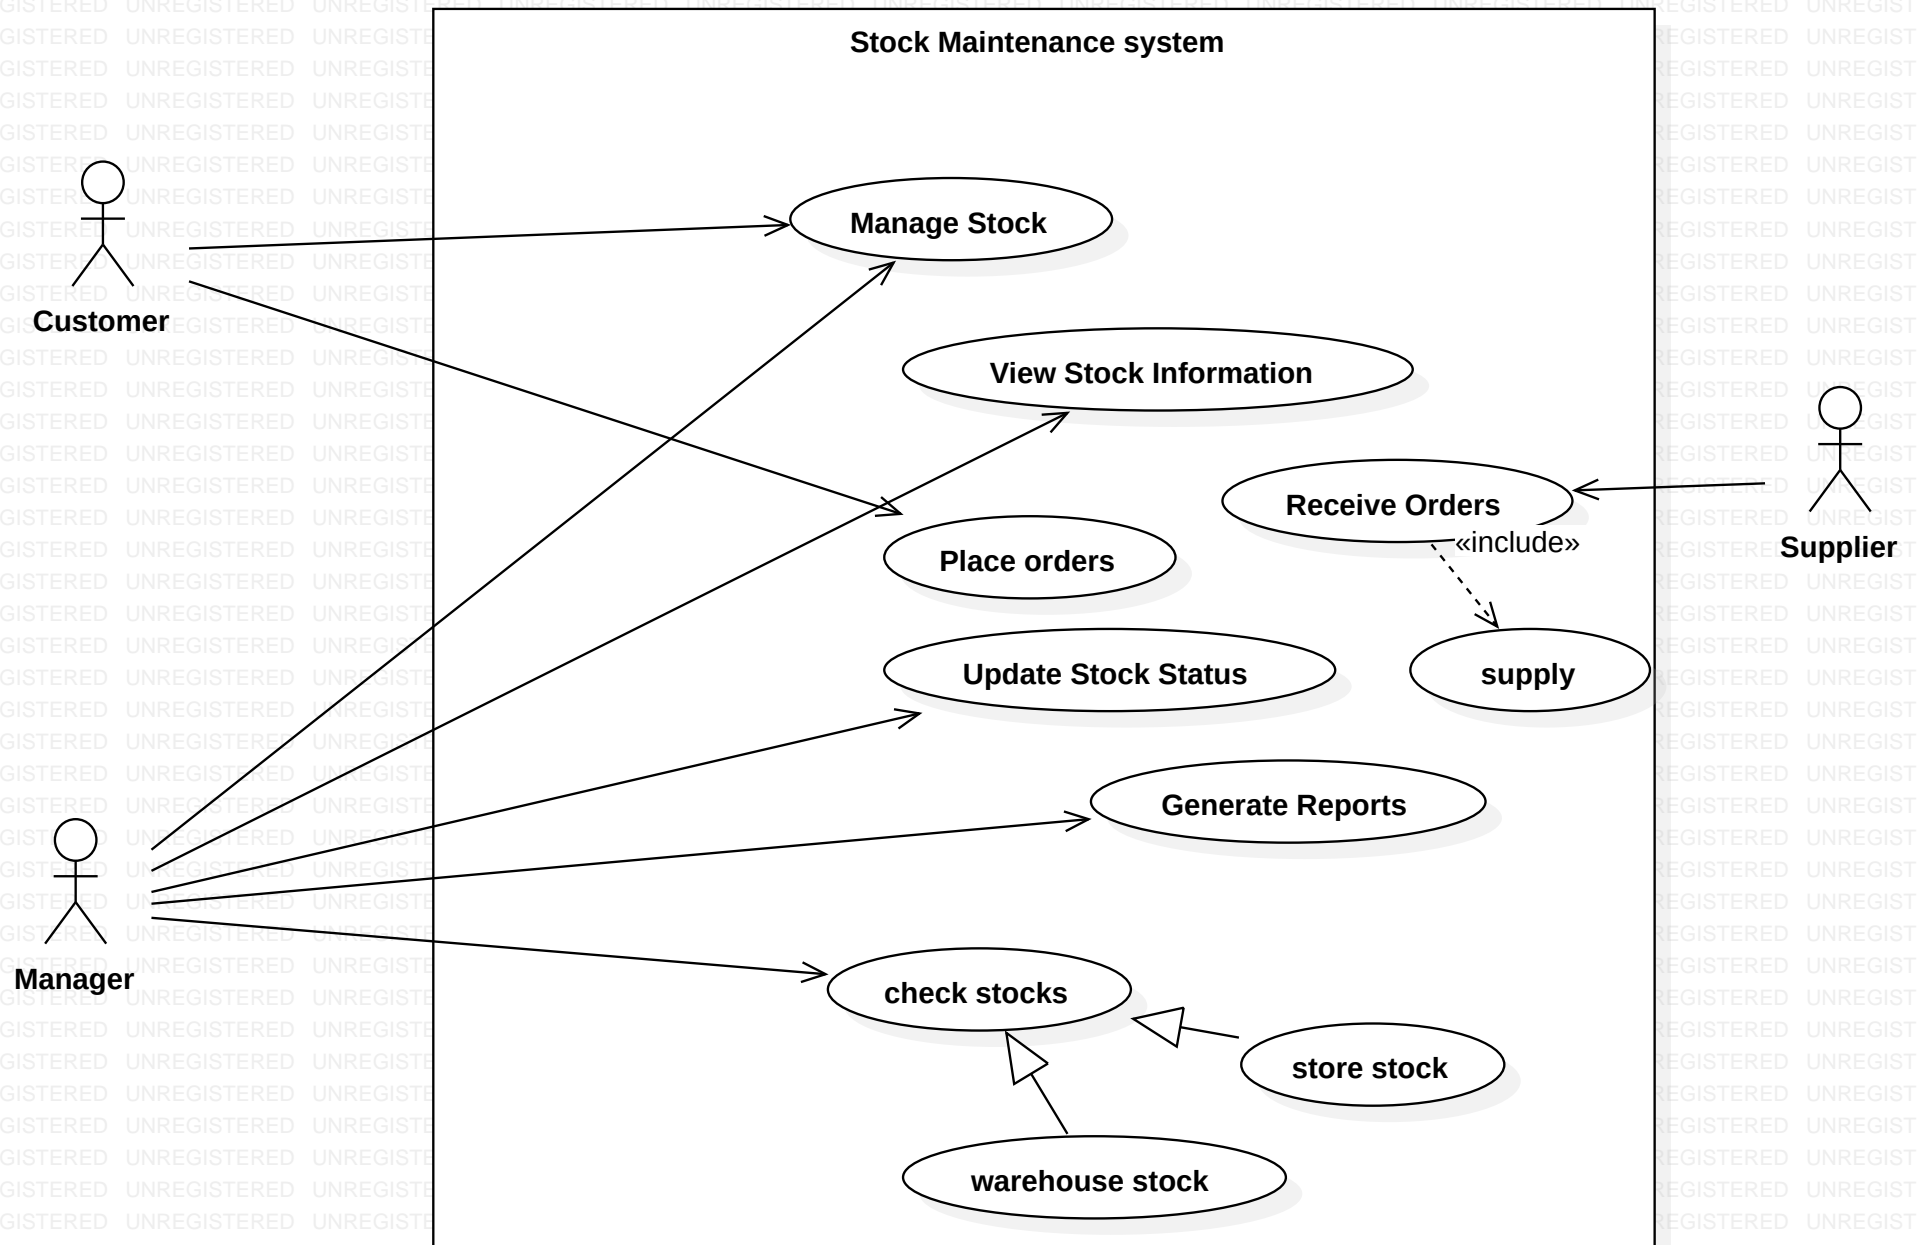 Stock Maintenance system
Manage Stock
Customer
View Stock Information
Receive Orders
«include»
Supplier
Place orders
Update Stock Status
supply
Generate Reports
Manager
check stocks
store stock
warehouse stock
UNREGISTERED